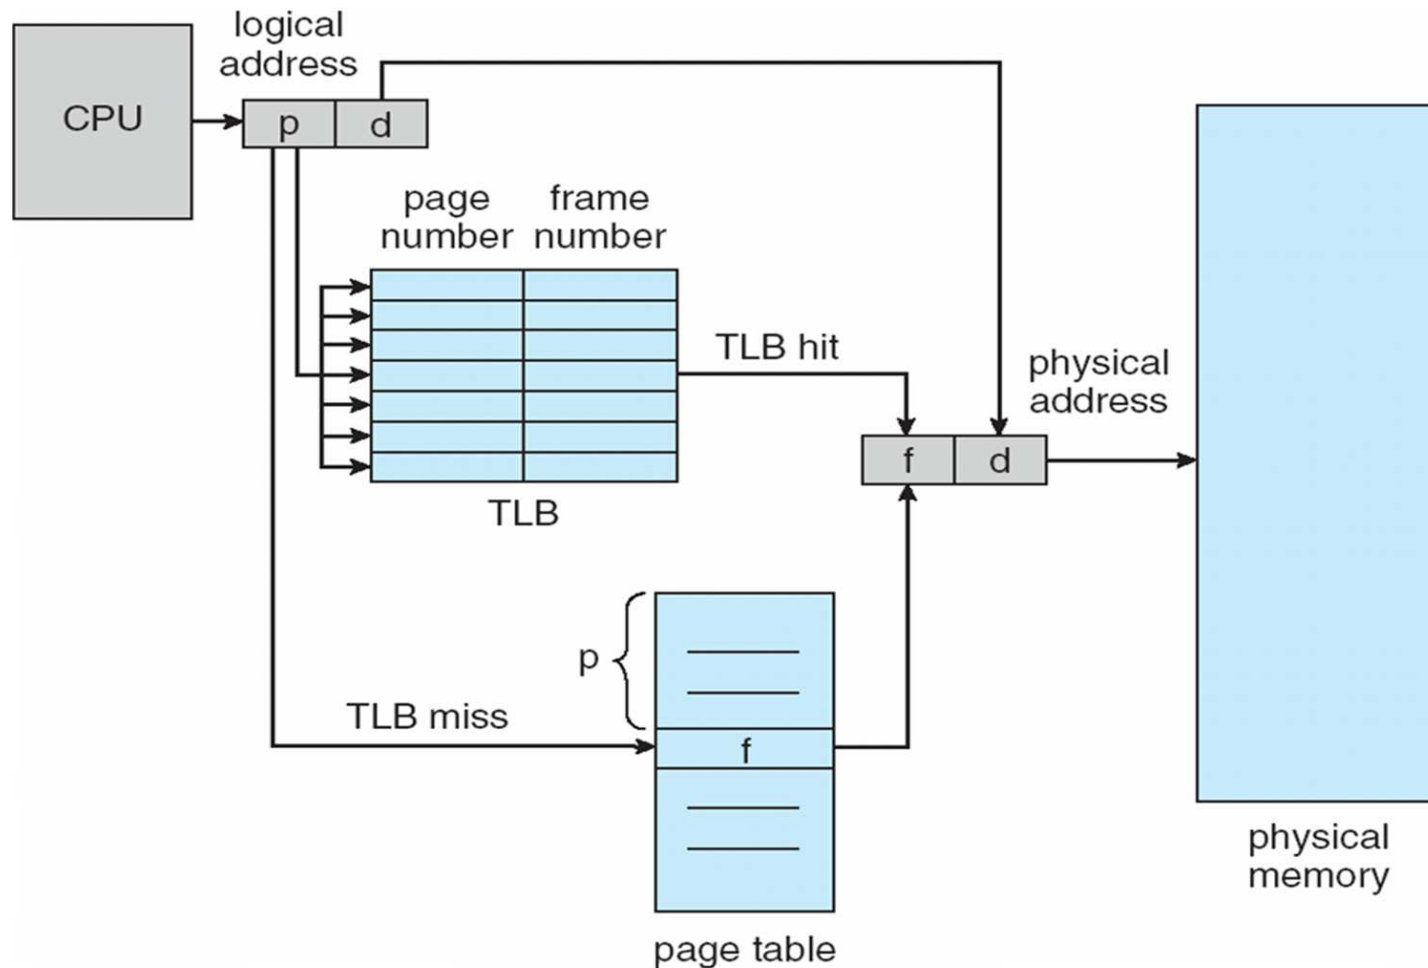 logical
address
CPU
p
d
page
number
frame
number
TLB hit
physical
address
f
d
TLB
p
TLB miss
f
physical
memory
page table